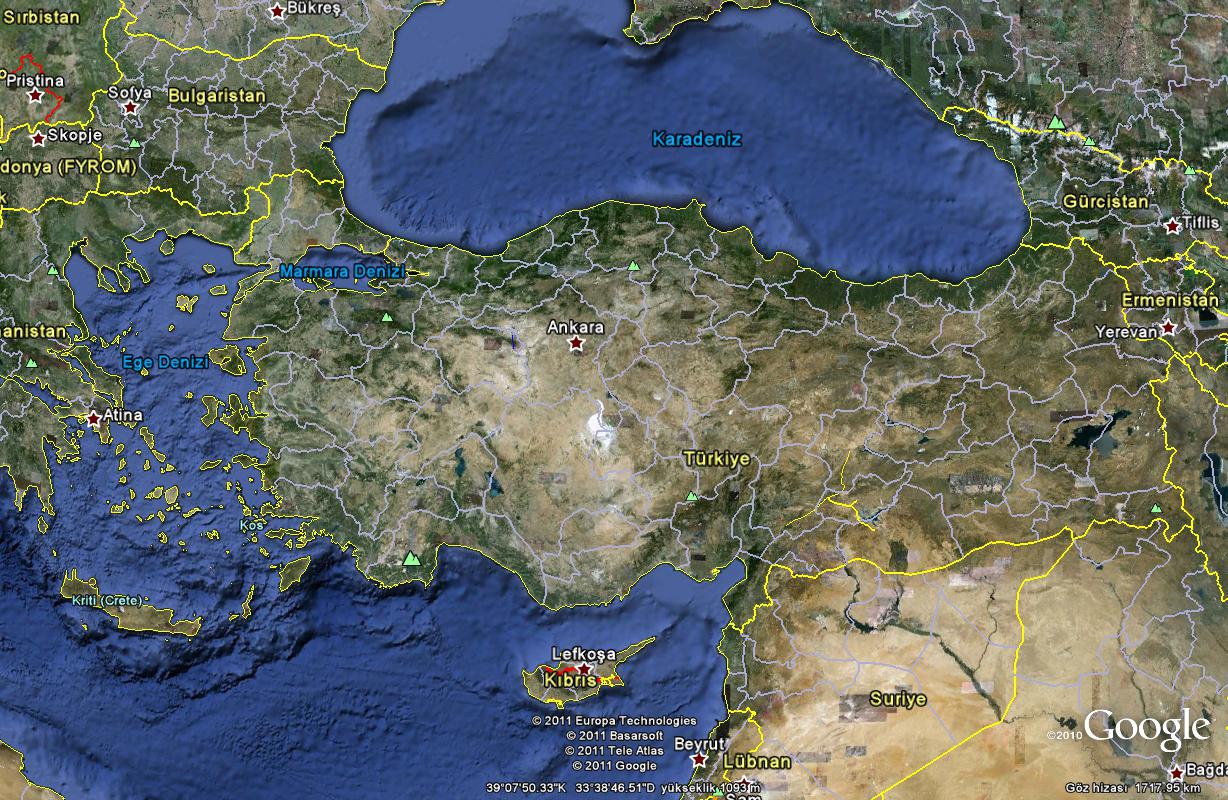 Sırbistan
Bükreş
Pristina
Sofya
Bulgaristan
Skopje
donya (FYROM)
k
Karadeniz
Gürcistan
Tiflis
Marmara Denizi
Ermenistan
Yerevan
Ankara
anistan
Ege Denizi
Atina
Türkiye
Kos
Kriti (Crete)
Lefkoşa
Kıbrıs
Suriye
© 2011 Europa Technologies
© 2011 Basarsoft
© 2011 Tele Atlas
© 2011 Google
Beyrut
Lübnan
©2010 Google
Bağda
Şam
39°07'50.33"K 33°38'46.51"D yükseklik 1093 m
Göz hizası 1717.95 km